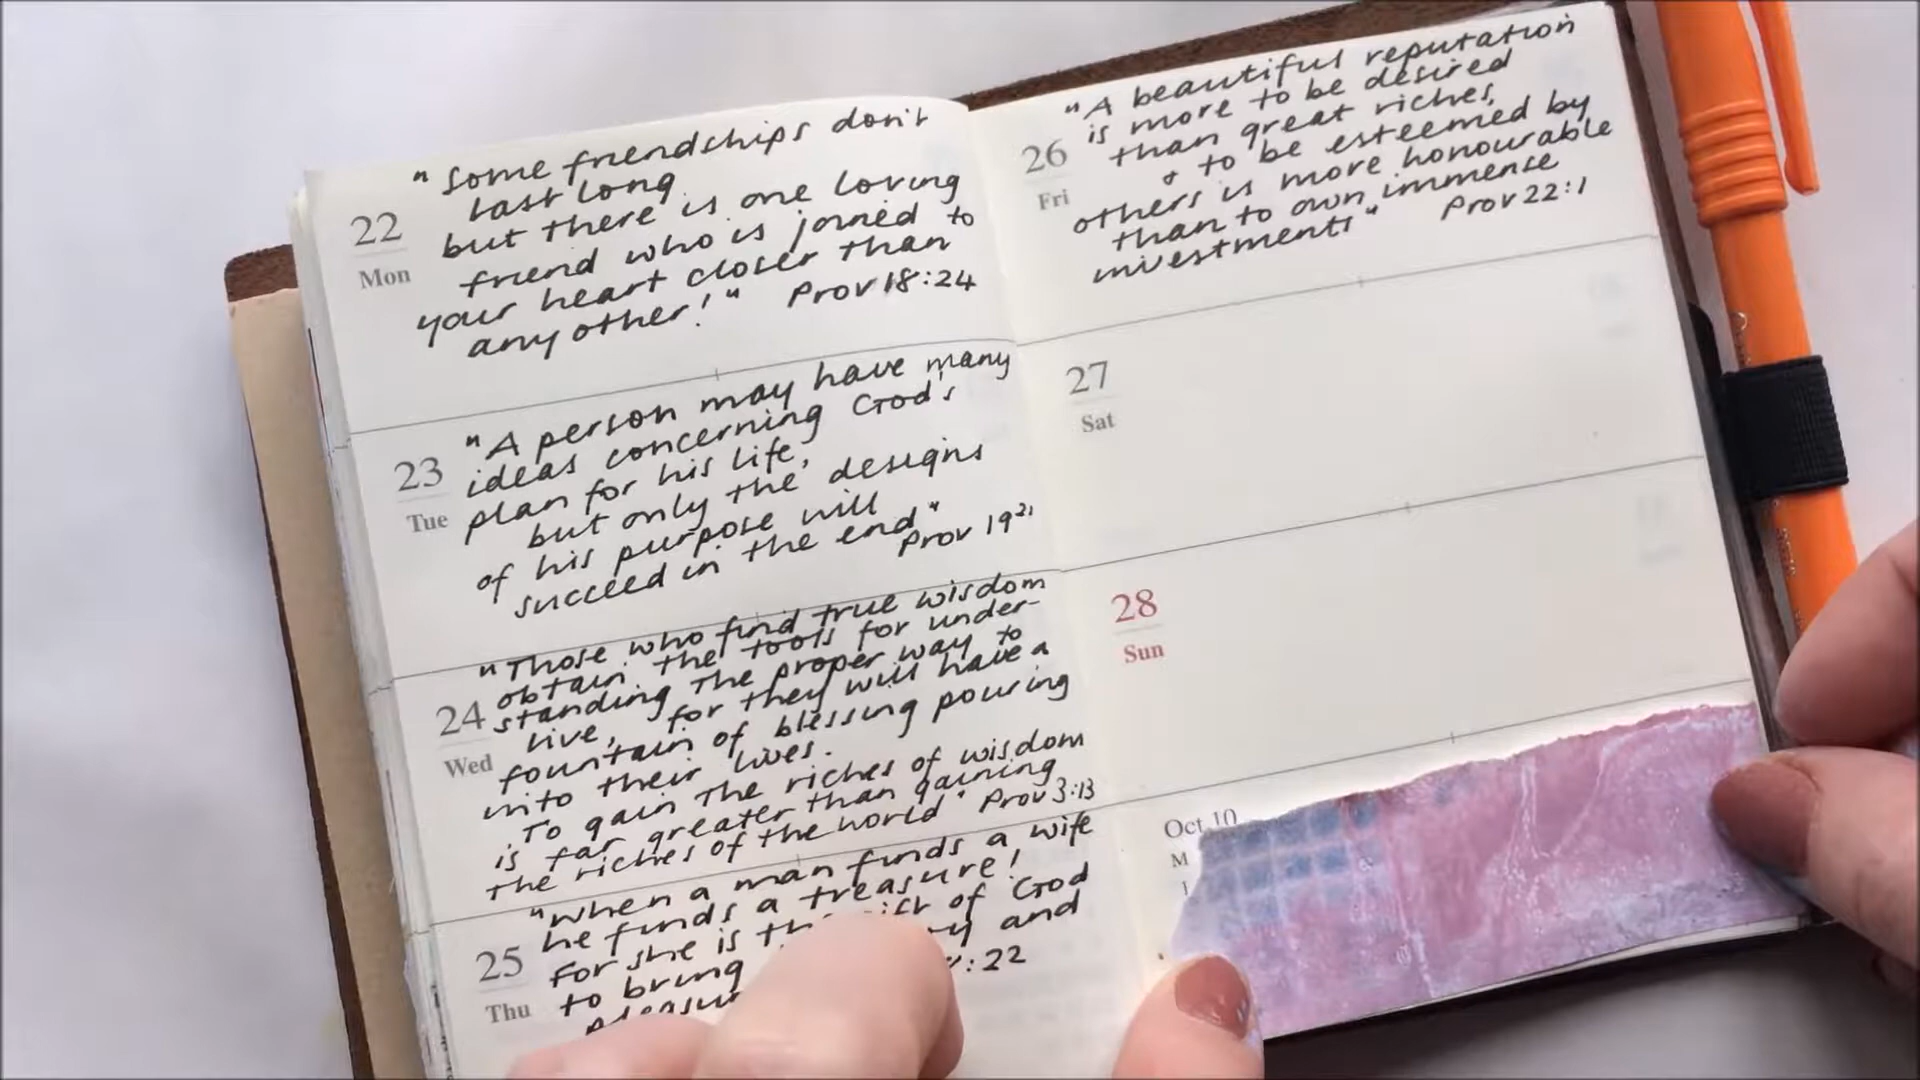 "Some friendships don't
last long
22
but there is one loving
friend who is joined to
Mon
your heart closer than
any other!" Prov 18:24
"A person may have many
ideas concerning God's
23
plan for his life,
but only the designs
Tue
of his purpose will
succeed in the end"
Prov 19 21
"Those who find true wisdom
obtain the tools for under-
24
standing the proper way to
live, for they will have a
fountain of blessing pouring
Wed
into their lives.
To gain the riches of wisdom
is far greater than gaining
the riches of the world" Prov 3:13
"When a man finds a wife
he finds a treasure!
25
For she is the gift of God
to bring and
Thu
:22
"A beautiful reputation
is more to be desired
26
than great riches,
& to be esteemed by
Fri
others is more honourable
than to own immense
investments" Prov 22:1
27
Sat
28
Sun
Oct. 10
M
1